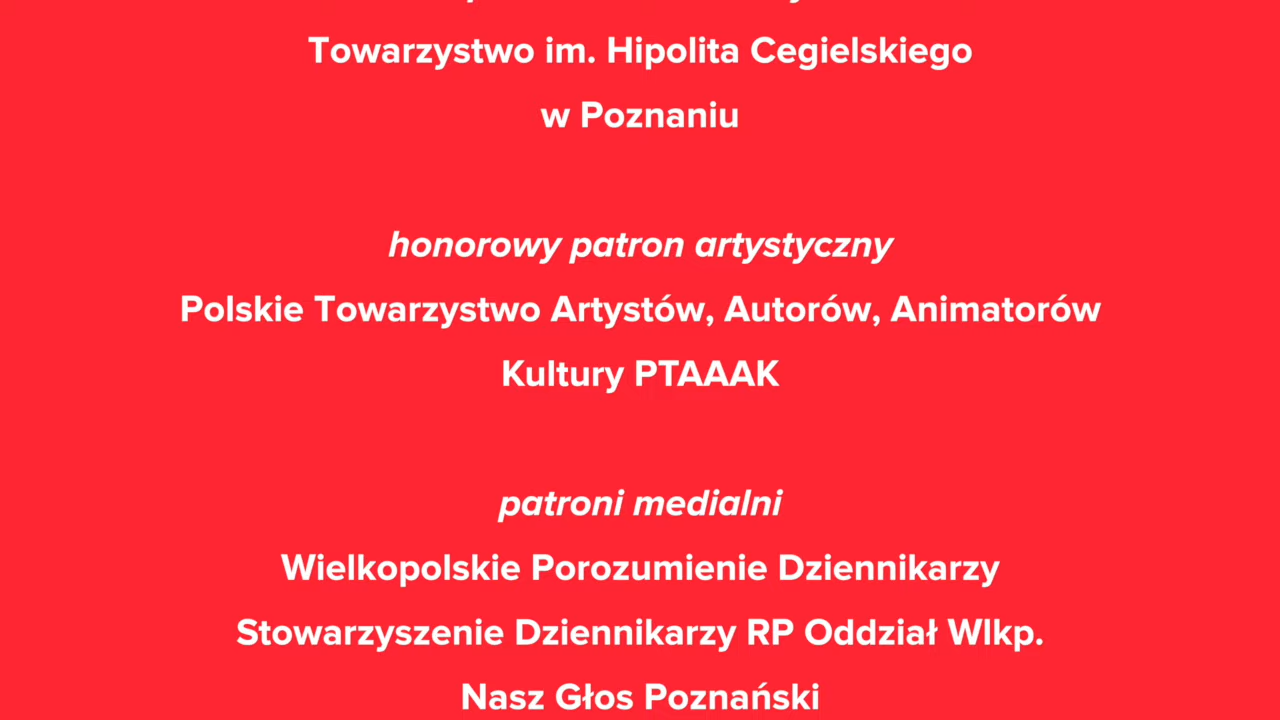 Towarzystwo im. Hipolita Cegielskiego
w Poznaniu
honorowy patron artystyczny
Polskie Towarzystwo Artystów, Autorów, Animatorów
Kultury PTAAAK
patroni medialni
Wielkopolskie Porozumienie Dziennikarzy
Stowarzyszenie Dziennikarzy RP Oddział Wlkp.
Nasz Głos Poznański